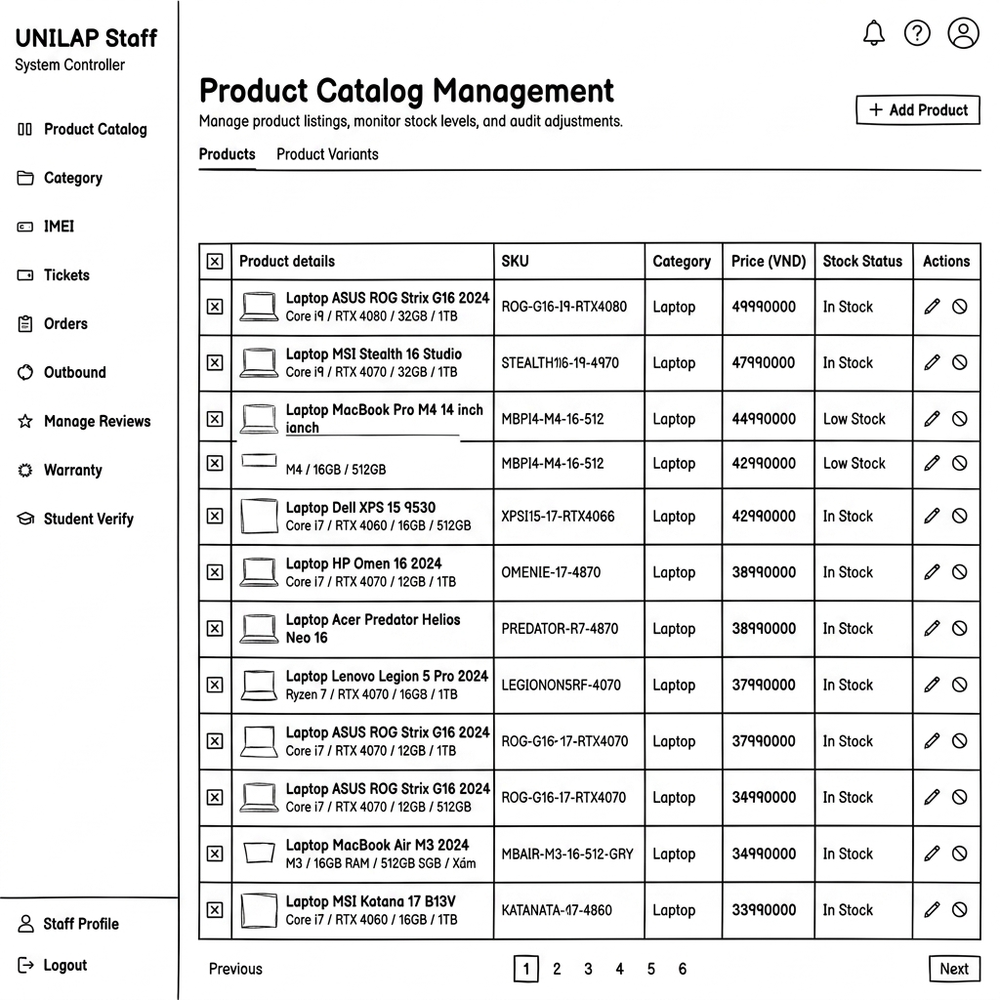 UNILAP Staff
System Controller
Product Catalog
Category
IMEI
Tickets
Orders
Outbound
Manage Reviews
Warranty
Student Verify
Staff Profile
Logout
Product Catalog Management
Manage product listings, monitor stock levels, and audit adjustments.
+ Add Product
Products Product Variants
Product details SKU Category Price (VND) Stock Status Actions
Laptop ASUS ROG Strix G16 2024
Core i9 / RTX 4080 / 32GB / 1TB
ROG-G16-I9-RTX4080 Laptop 49990000 In Stock
Laptop MSI Stealth 16 Studio
Core i9 / RTX 4070 / 32GB / 1TB
Laptop 47990000 In Stock
Laptop MacBook Pro M4 14 inch
ianch
MBPI4-M4-16-512 Laptop 44990000 Low Stock
M4 / 16GB / 512GB
MBPI4-M4-16-512 Laptop 42990000 Low Stock
Laptop Dell XPS 15 9530
Core i7 / RTX 4060 / 16GB / 512GB
XPSI15-17-RTX4066 Laptop 42990000 In Stock
Laptop HP Omen 16 2024
Core i7 / RTX 4070 / 12GB / 1TB
OMENIE-17-4870 Laptop 38990000 In Stock
Laptop Acer Predator Helios
Neo 16
PREDATOR-R7-4870 Laptop 38990000 In Stock
Laptop Lenovo Legion 5 Pro 2024
Ryzen 7 / RTX 4070 / 16GB / 1TB
LEGIONON5RF-4070 Laptop 37990000 In Stock
Laptop ASUS ROG Strix G16 2024
Core i7 / RTX 4070 / 12GB / 1TB
ROG-G16-17-RTX4070 Laptop 37990000 In Stock
Laptop ASUS ROG Strix G16 2024
Core i7 / RTX 4070 / 12GB / 512GB
ROG-G16-17-RTX4070 Laptop 34990000 In Stock
Laptop MacBook Air M3 2024
M3 / 16GB RAM / 512GB SGB / Xám
MBAIR-M3-16-512-GRY Laptop 34990000 In Stock
Laptop MSI Katana 17 B13V
Core i7 / RTX 4060 / 16GB / 1TB
KATANATA-17-4860 Laptop 33990000 In Stock
Previous 1 2 3 4 5 6 Next